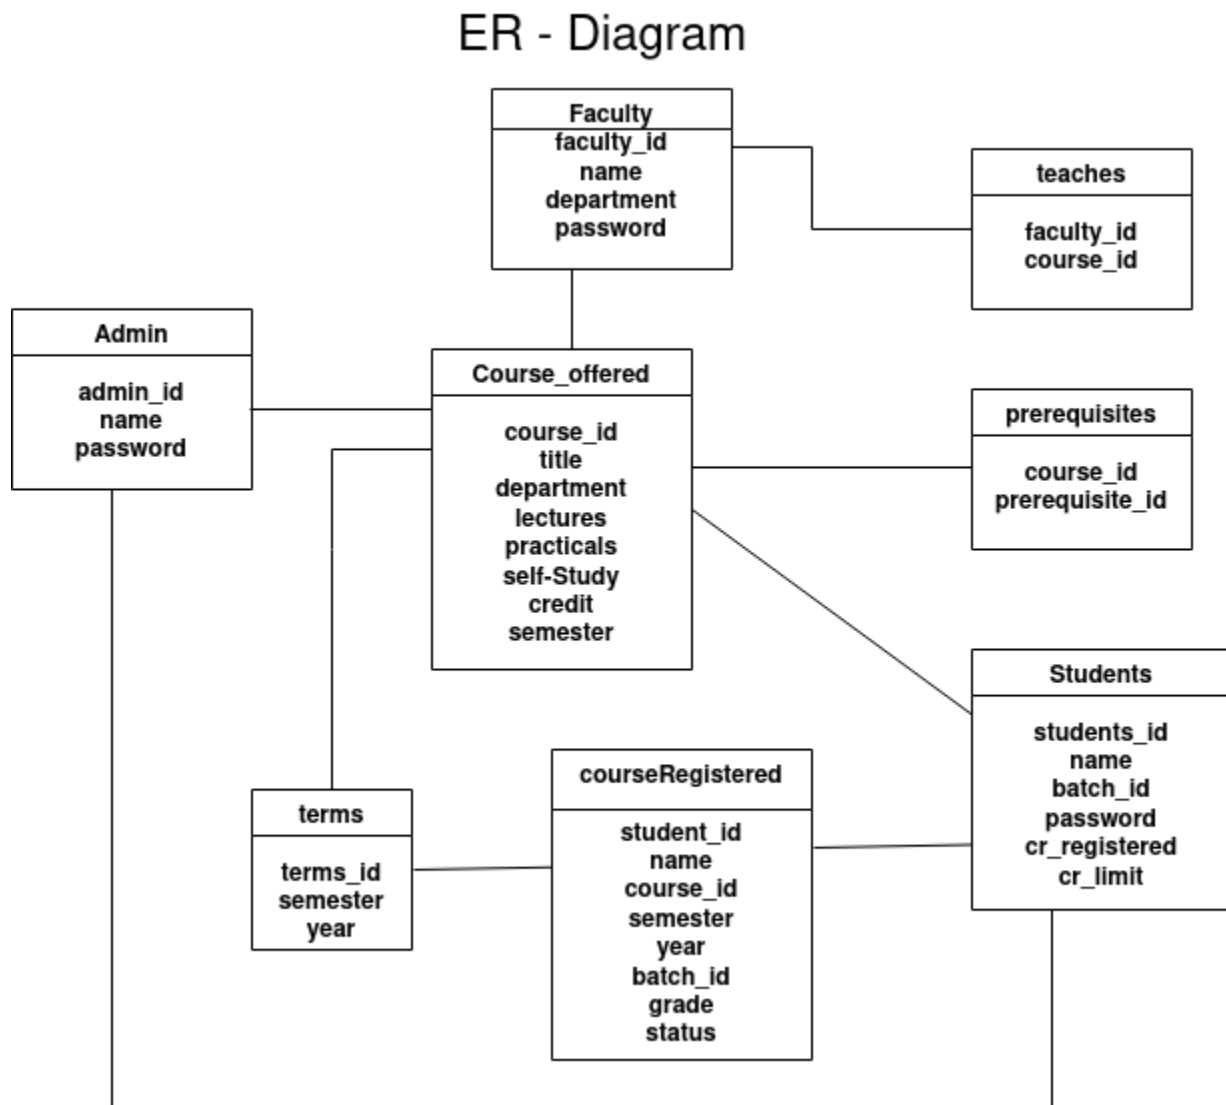 ER - Diagram
Faculty
faculty_id
name
department
password
teaches
faculty_id
course_id
Admin
admin_id
name
password
Course_offered
course_id
title
department
lectures
practicals
self-Study
credit
semester
prerequisites
course_id
prerequisite_id
Students
students_id
name
batch_id
password
cr_registered
cr_limit
terms
terms_id
semester
year
courseRegistered
student_id
name
course_id
semester
year
batch_id
grade
status